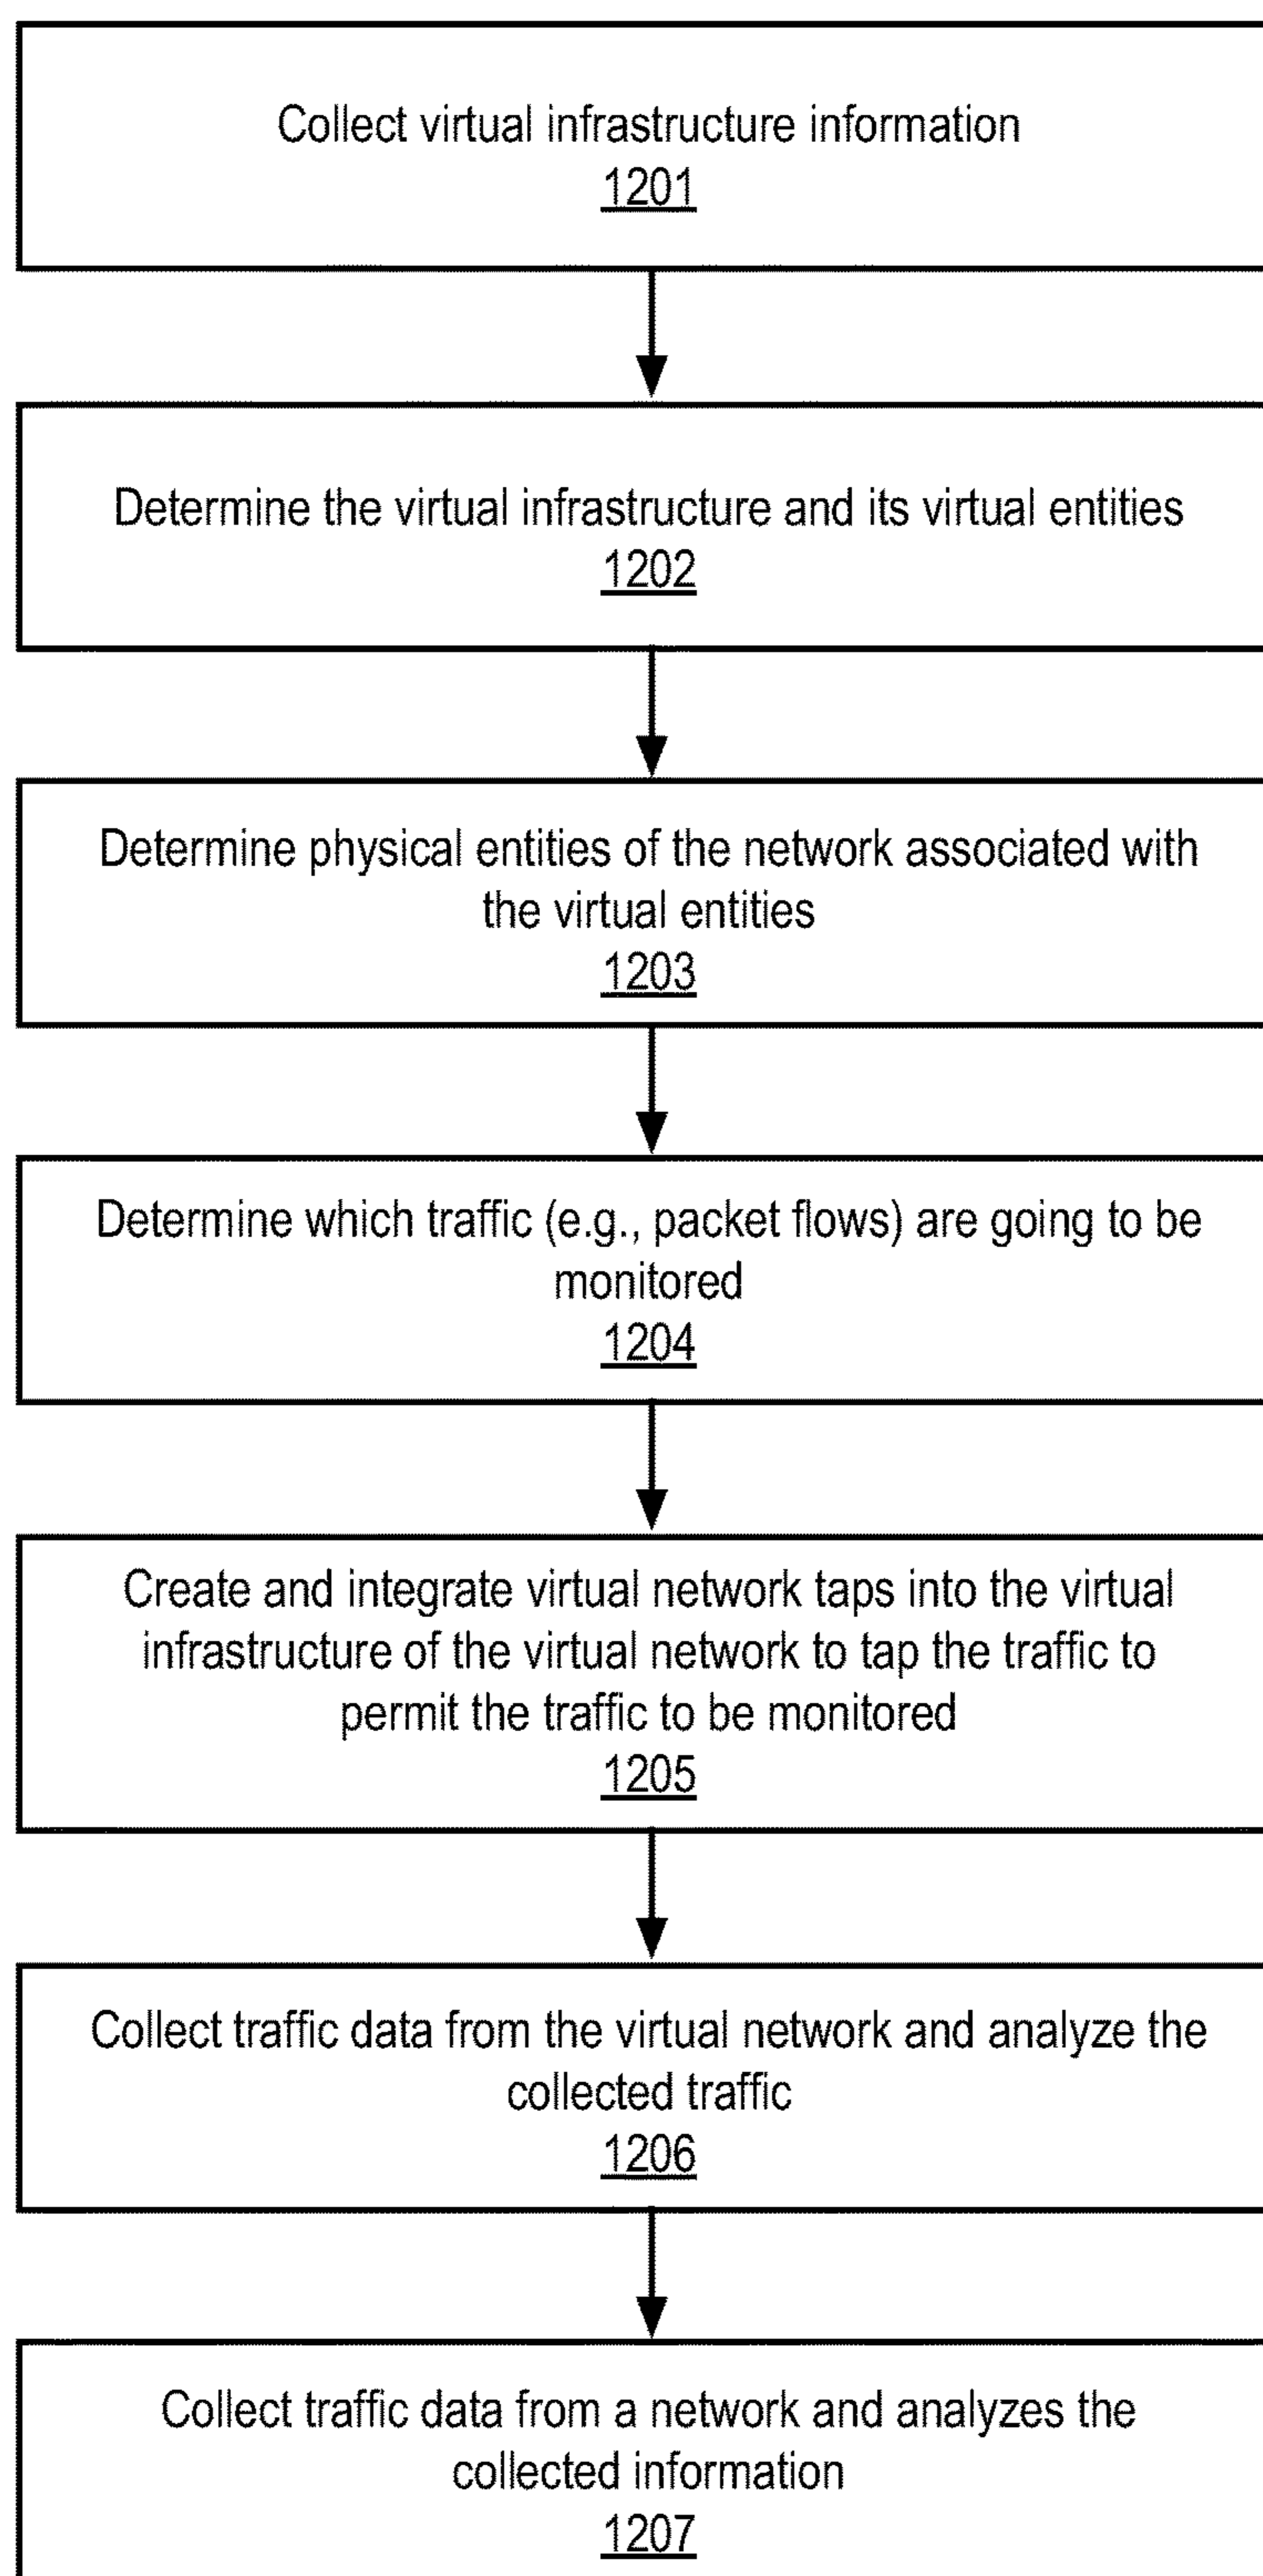 Collect virtual infrastructure information
1201
Determine the virtual infrastructure and its virtual entities
1202
Determine physical entities of the network associated with
the virtual entities
1203
Determine which traffic (e.g., packet flows) are going to be
monitored
1204
Create and integrate virtual network taps into the virtual
infrastructure of the virtual network to tap the traffic to
permit the traffic to be monitored
1205
Collect traffic data from the virtual network and analyze the
collected traffic
1206
Collect traffic data from a network and analyzes the
collected information
1207